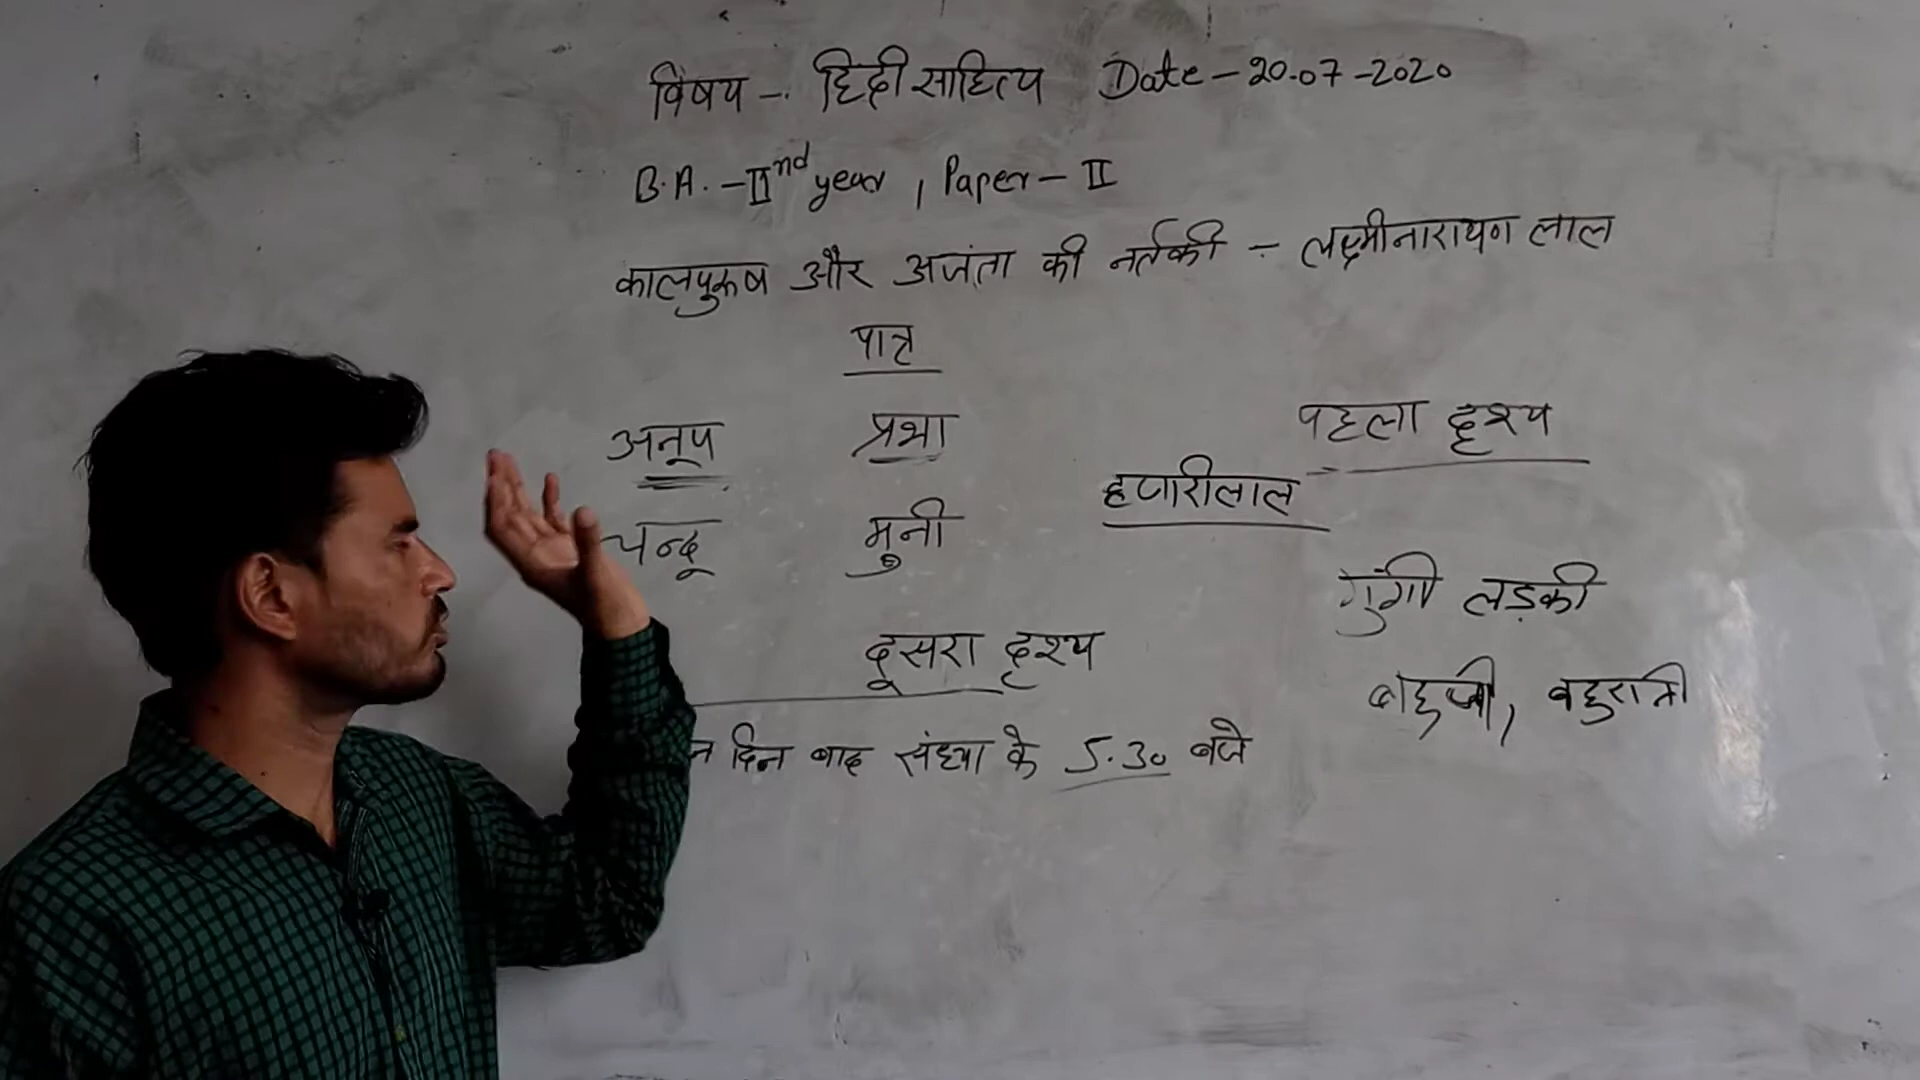 विषय - हिंदी साहित्य Date - 20.07-2020
B.A. - II nd year, Paper - II
कालपुरूष और अजंता की नर्तकी - लक्ष्मीनारायण लाल
पात्र
अनूप प्रभा पहला दृश्य
हजारीलाल
चन्दू मुनी
गुंगी लड़की
दूसरा दृश्य
बहुरानी
दिन बाद संध्या के 5.30 बजे